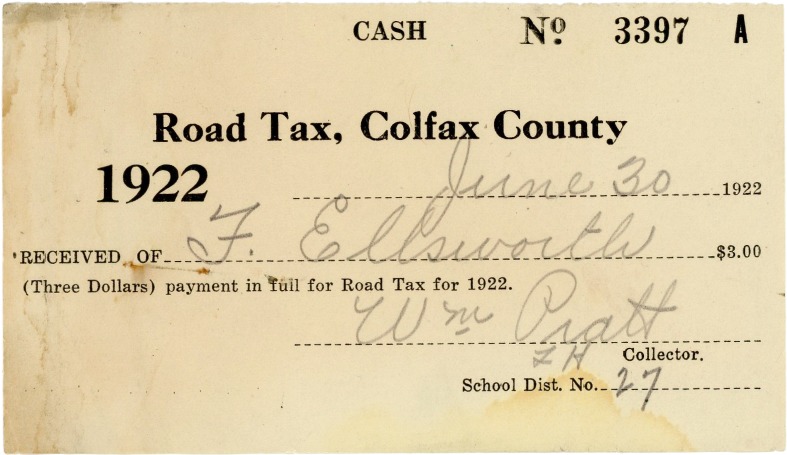 CASH Nº 3397 A
Road Tax, Colfax County
1922 June 30 1922
RECEIVED OF F. Ellsworth $3.00
(Three Dollars) payment in full for Road Tax for 1922.
Wm Pratt
Collector.
School Dist. No. 27